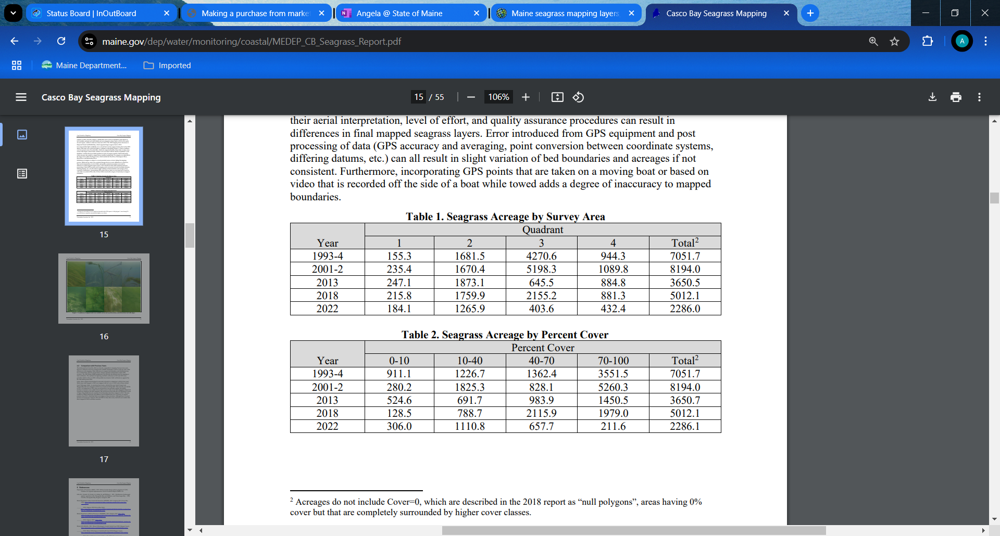 Status Board | InOutBoard
Making a purchase from marke
Angela @ State of Maine
Maine seagrass mapping layers
Casco Bay Seagrass Mapping
maine.gov/dep/water/monitoring/coastal/MEDEP_CB_Seagrass_Report.pdf
A
Maine Department...
Imported
Casco Bay Seagrass Mapping
15 / 55
106%
15
16
17
their aerial interpretation, level of effort, and quality assurance procedures can result in
differences in final mapped seagrass layers. Error introduced from GPS equipment and post
processing of data (GPS accuracy and averaging, point conversion between coordinate systems,
differing datums, etc.) can all result in slight variation of bed boundaries and acreages if not
consistent. Furthermore, incorporating GPS points that are taken on a moving boat or based on
video that is recorded off the side of a boat while towed adds a degree of inaccuracy to mapped
boundaries.
Table 1. Seagrass Acreage by Survey Area
Quadrant
Year 1 2 3 4 Total2
1993-4 155.3 1681.5 4270.6 944.3 7051.7
2001-2 235.4 1670.4 5198.3 1089.8 8194.0
2013 247.1 1873.1 645.5 884.8 3650.5
2018 215.8 1759.9 2155.2 881.3 5012.1
2022 184.1 1265.9 403.6 432.4 2286.0
Table 2. Seagrass Acreage by Percent Cover
Percent Cover
Year 0-10 10-40 40-70 70-100 Total2
1993-4 911.1 1226.7 1362.4 3551.5 7051.7
2001-2 280.2 1825.3 828.1 5260.3 8194.0
2013 524.6 691.7 983.9 1450.5 3650.7
2018 128.5 788.7 2115.9 1979.0 5012.1
2022 306.0 1110.8 657.7 211.6 2286.1
2 Acreages do not include Cover=0, which are described in the 2018 report as “null polygons”, areas having 0%
cover but that are completely surrounded by higher cover classes.